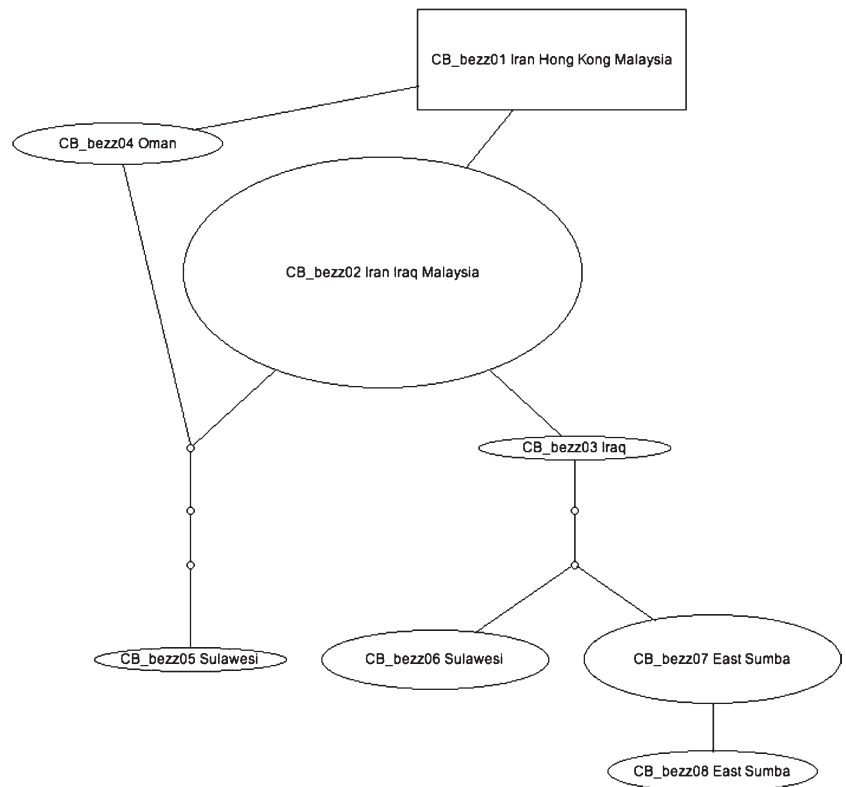 CB_bezz01 Iran Hong Kong Malaysia
CB_bezz04 Oman
CB_bezz02 Iran Iraq Malaysia
CB_bezz03 Iraq
CB_bezz05 Sulawesi
CB_bezz06 Sulawesi
CB_bezz07 East Sumba
CB_bezz08 East Sumba